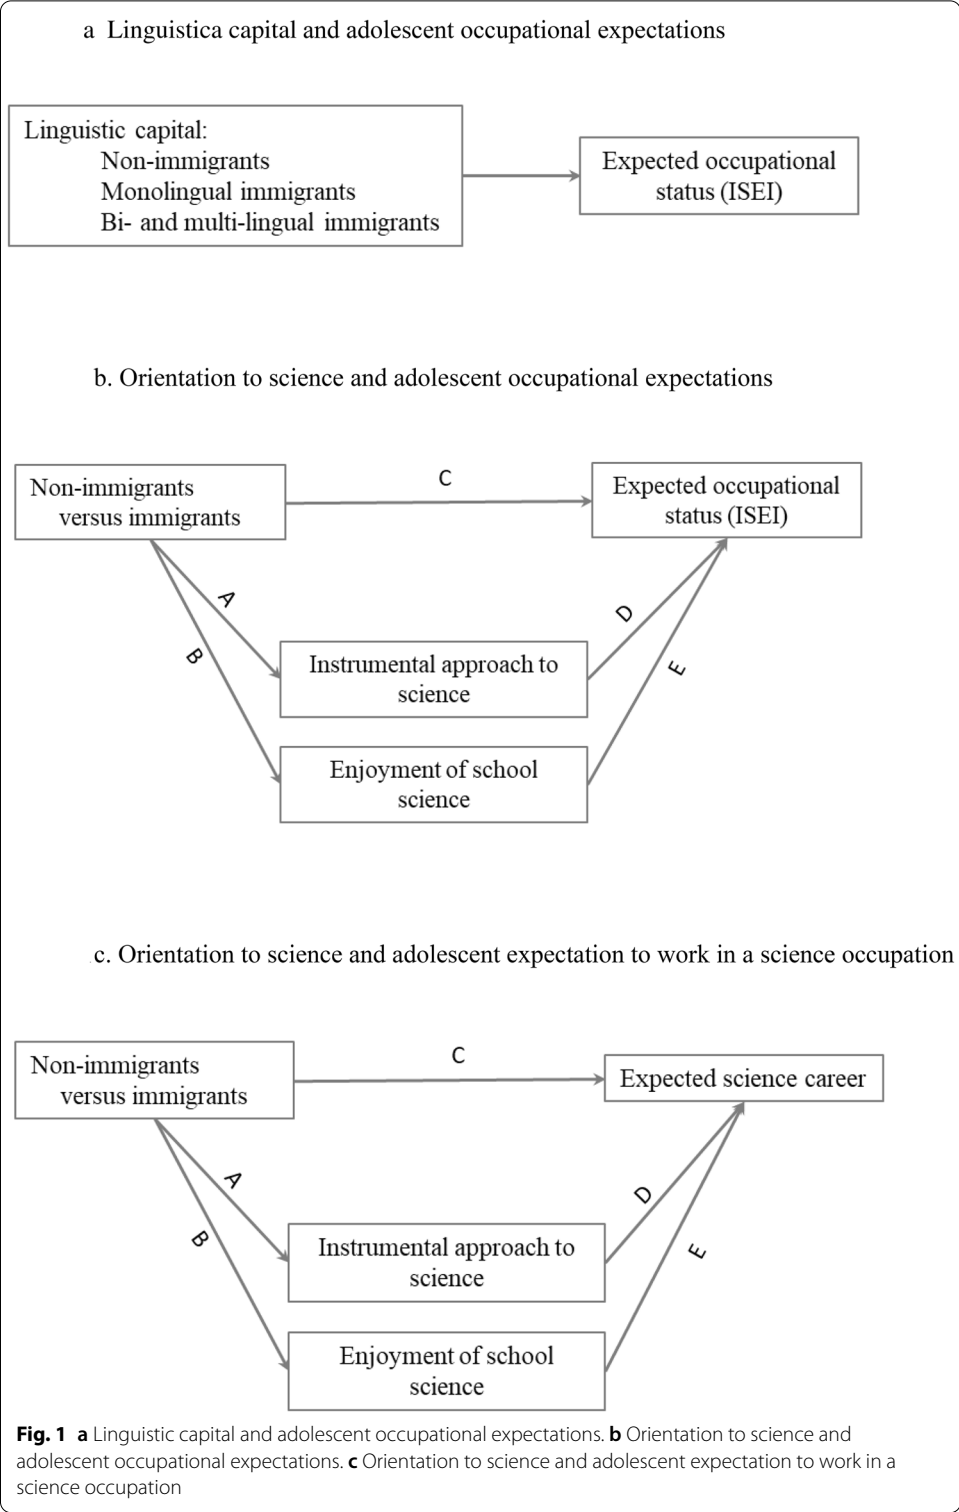 a Linguistica capital and adolescent occupational expectations
Linguistic capital:
Non-immigrants
Monolingual immigrants
Bi- and multi-lingual immigrants
Expected occupational
status (ISEI)
b. Orientation to science and adolescent occupational expectations
Non-immigrants
versus immigrants
C
Expected occupational
status (ISEI)
A
B
D
E
Instrumental approach to
science
Enjoyment of school
science
c. Orientation to science and adolescent expectation to work in a science occupation
Non-immigrants
versus immigrants
C
Expected science career
A
B
D
E
Instrumental approach to
science
Enjoyment of school
science
Fig. 1 a Linguistic capital and adolescent occupational expectations. b Orientation to science and
adolescent occupational expectations. c Orientation to science and adolescent expectation to work in a
science occupation